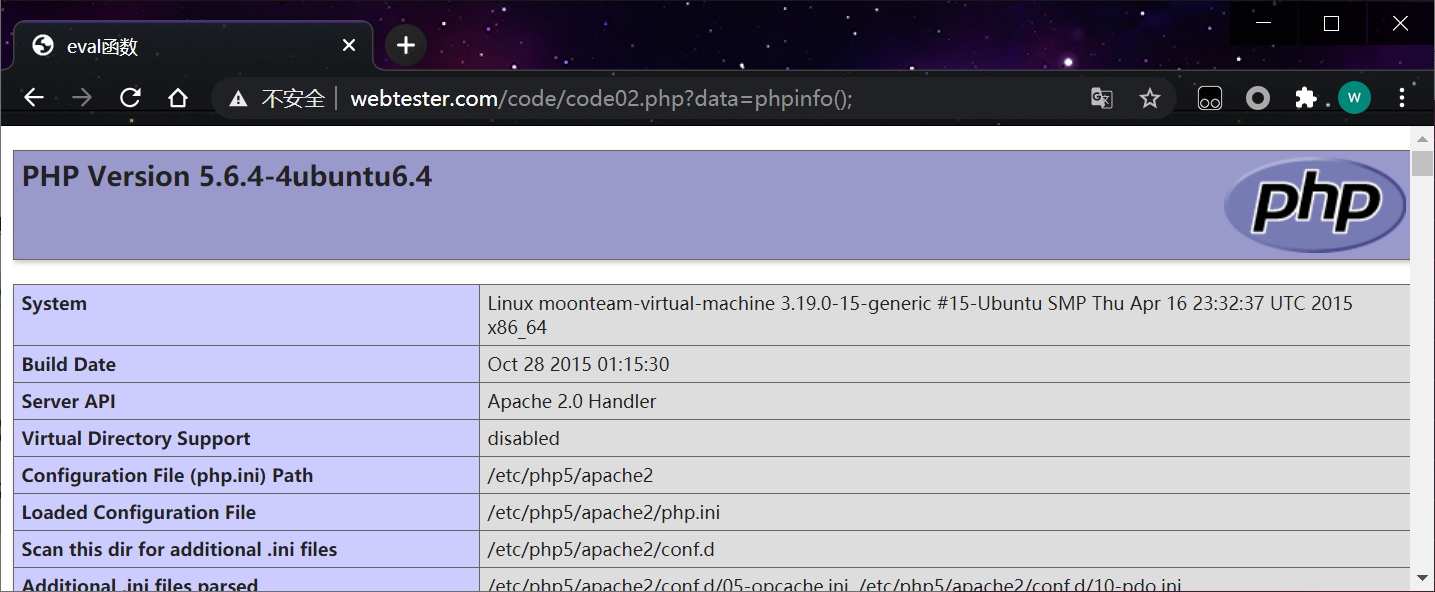 eval函数
不安全 webtester.com/code/code02.php?data=phpinfo();
W
PHP Version 5.6.4-4ubuntu6.4
php
System Linux moonteam-virtual-machine 3.19.0-15-generic #15-Ubuntu SMP Thu Apr 16 23:32:37 UTC 2015
x86_64
Build Date Oct 28 2015 01:15:30
Server API Apache 2.0 Handler
Virtual Directory Support disabled
Configuration File (php.ini) Path /etc/php5/apache2
Loaded Configuration File /etc/php5/apache2/php.ini
Scan this dir for additional .ini files /etc/php5/apache2/conf.d
Additional .ini files parsed /etc/php5/apache2/conf.d/05-opcache.ini, /etc/php5/apache2/conf.d/10-pdo.ini